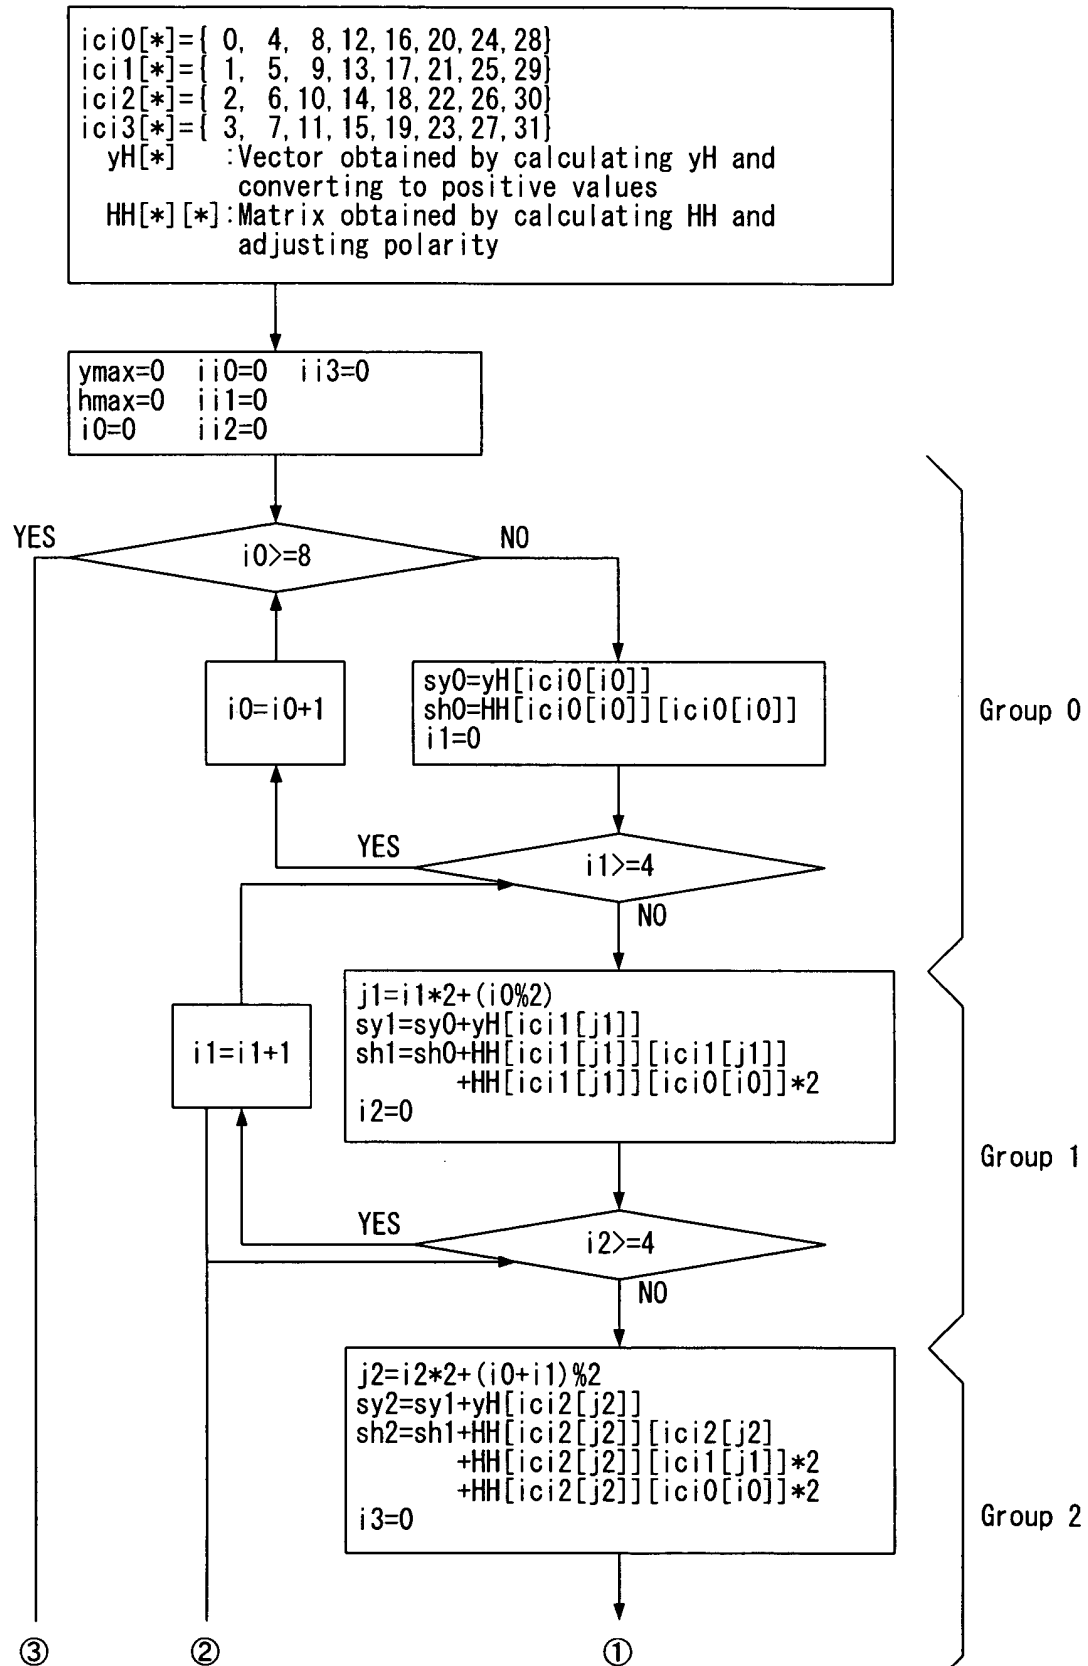 ici0[*]={ 0, 4, 8,12,16,20,24,28}
ici1[*]={ 1, 5, 9,13,17,21,25,29}
ici2[*]={ 2, 6,10,14,18,22,26,30}
ici3[*]={ 3, 7,11,15,19,23,27,31}
yH[*] :Vector obtained by calculating yH and
converting to positive values
HH[*][*]:Matrix obtained by calculating HH and
adjusting polarity
ymax=0 ii0=0 ii3=0
hmax=0 ii1=0
i0=0 ii2=0
YES
i0>=8
NO
i0=i0+1
sy0=yH[ici0[i0]]
sh0=HH[ici0[i0]][ici0[i0]]
i1=0
Group 0
YES
i1>=4
NO
i1=i1+1
j1=i1*2+(i0%2)
sy1=sy0+yH[ici1[j1]]
sh1=sh0+HH[ici1[j1]][ici1[j1]]
+HH[ici1[j1]][ici0[i0]]*2
i2=0
Group 1
YES
i2>=4
NO
j2=i2*2+(i0+i1)%2
sy2=sy1+yH[ici2[j2]]
sh2=sh1+HH[ici2[j2]][ici2[j2]
+HH[ici2[j2]][ici1[j1]]*2
+HH[ici2[j2]][ici0[i0]]*2
i3=0
Group 2
③ ② ①